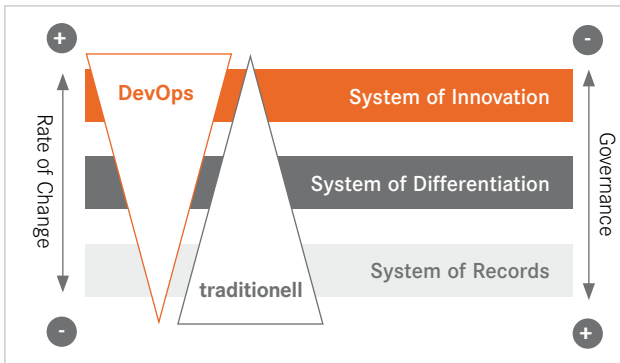 +
-
DevOps
System of Innovation
Rate of Change
System of Differentiation
Governance
System of Records
traditionell
-
+